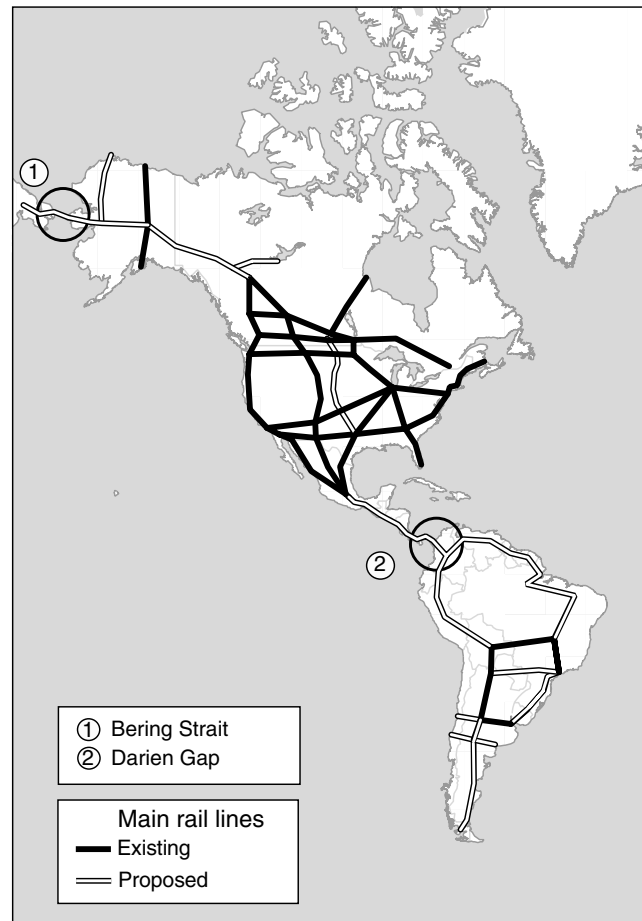 1
2
1 Bering Strait
2 Darien Gap
Main rail lines
Existing
Proposed